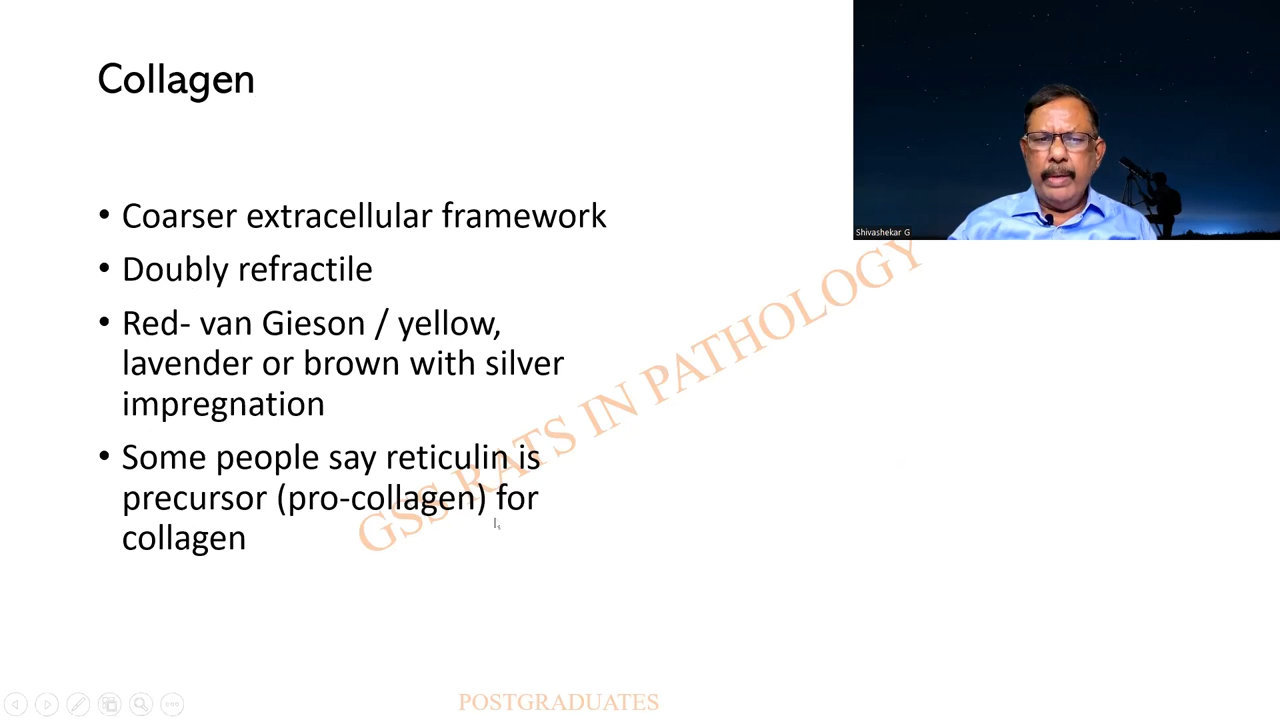 Collagen
Shivashekar G
• Coarser extracellular framework
• Doubly refractile
• Red- van Gieson / yellow,
lavender or brown with silver
impregnation
• Some people say reticulin is
precursor (pro-collagen) for
collagen
GSS RATS IN PATHOLOGY
POSTGRADUATES